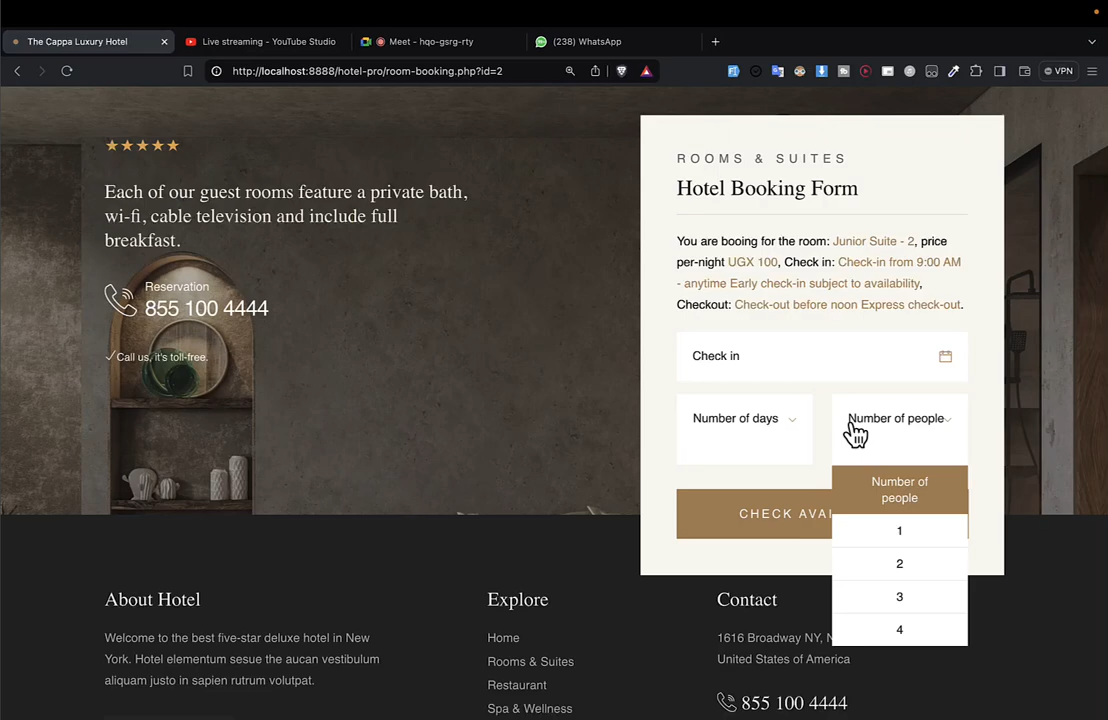 The Cappa Luxury Hotel
Live streaming - YouTube Studio
Meet - hqo-gsrg-rty
(238) WhatsApp
http://localhost:8888/hotel-pro/room-booking.php?id=2
VPN
Each of our guest rooms feature a private bath,
wi-fi, cable television and include full
breakfast.
Reservation
855 100 4444
Call us, it's toll-free.
ROOMS & SUITES
Hotel Booking Form
You are booing for the room: Junior Suite - 2, price
per-night UGX 100, Check in: Check-in from 9:00 AM
- anytime Early check-in subject to availability,
Checkout: Check-out before noon Express check-out.
Check in
Number of days
Number of people
CHECK AVAI
Number of
people
1
2
3
4
About Hotel
Welcome to the best five-star deluxe hotel in New
York. Hotel elementum sesue the aucan vestibulum
aliquam justo in sapien rutrum volutpat.
Explore
Home
Rooms & Suites
Restaurant
Spa & Wellness
Contact
1616 Broadway NY, N
United States of America
855 100 4444